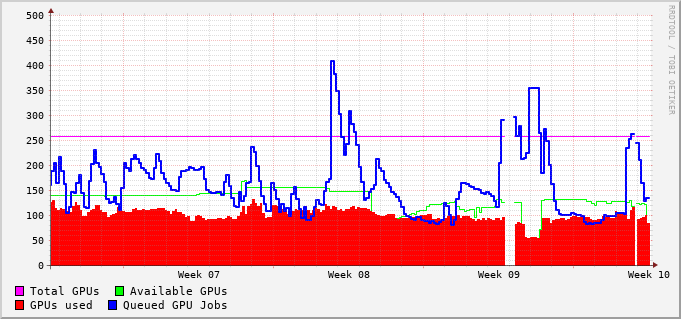 500
450
400
350
300
250
200
150
100
50
0
Week 07 Week 08 Week 09 Week 10
Total GPUs Available GPUs
GPUs used Queued GPU Jobs
RRDTOOL / TOBI OETIKER